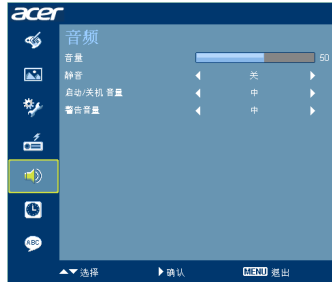 acer
音频
音量 50
静音 关
启动/关机 音量 中
警告音量 中
ABC
▲▼选择 ▶确认 MENU 退出